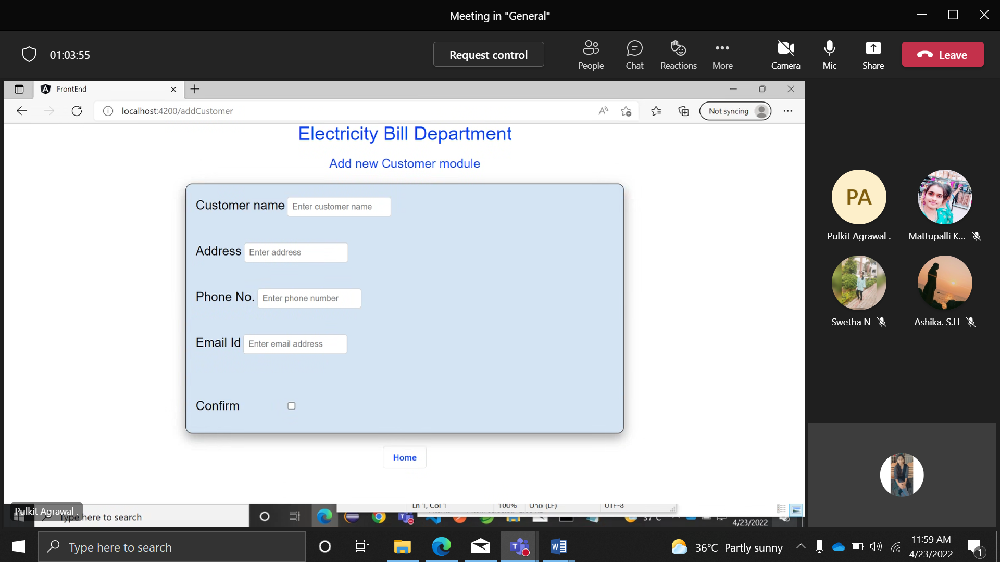 Meeting in "General"
01:03:55
Request control
People
Chat
Reactions
More
Camera
Mic
Share
Leave
FrontEnd
localhost:4200/addCustomer
Not syncing
Electricity Bill Department
Add new Customer module
Customer name
Enter customer name
Address
Enter address
Phone No.
Enter phone number
Email Id
Enter email address
Confirm
Home
PA
Pulkit Agrawal .
Mattupalli K...
Swetha N
Ashika. S.H
Ln 1, Col 1
100%
Unix (LF)
UTF-8
Pulkit Agrawal .
Type here to search
37°C
4/23/2022
Type here to search
36°C Partly sunny
11:59 AM
4/23/2022
1